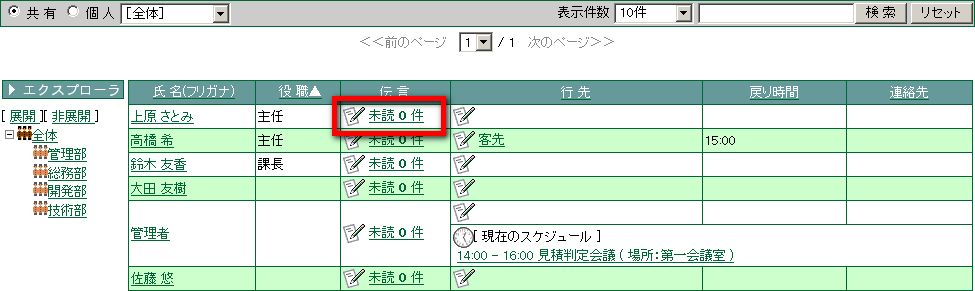 共有 個人 [全体] 表示件数 10件 検索 リセット
<<前のページ 1 / 1 次のページ>>
エクスプローラ
[ 展開 ][ 非展開 ]
全体
管理部
総務部
開発部
技術部
氏名(フリガナ) 役職▲ 伝言 行先 戻り時間 連絡先
上原 さとみ 主任 未読 0 件
高橋 希 主任 未読 0 件 客先 15:00
鈴木 友香 課長 未読 0 件
大田 友樹 未読 0 件
管理者 未読 0 件
[ 現在のスケジュール ]
14:00 - 16:00 見積判定会議 ( 場所:第一会議室 )
佐藤 悠 未読 0 件